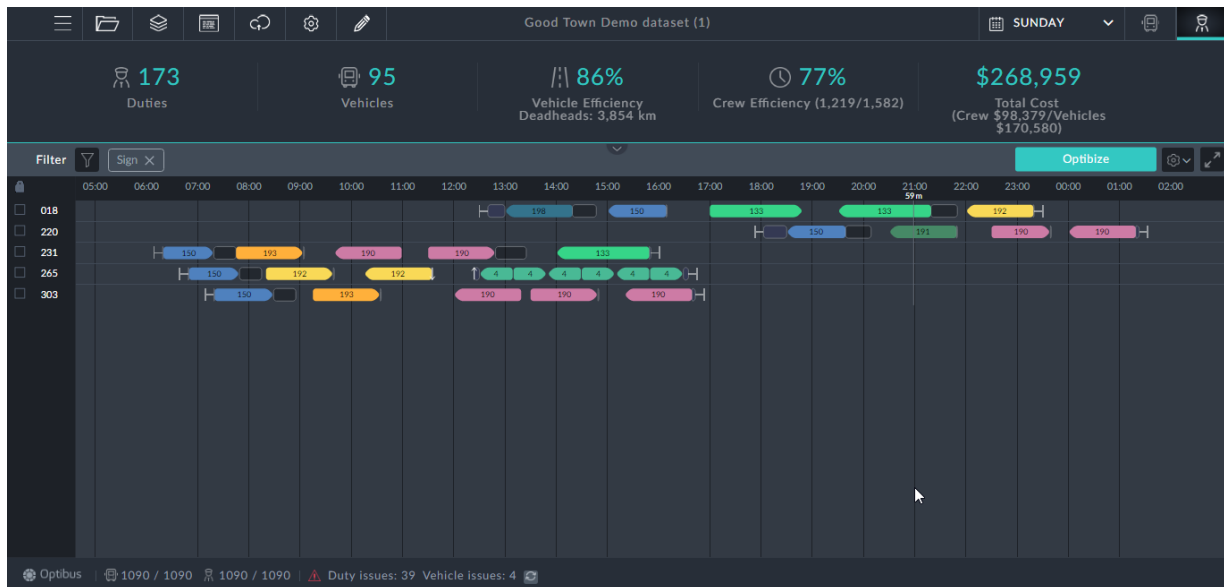 Good Town Demo dataset (1) SUNDAY
173 95 86% 77% $268,959
Duties Vehicles Vehicle Efficiency Crew Efficiency (1,219/1,582) Total Cost
Deadheads: 3,854 km (Crew $98,379/Vehicles
$170,580)
Filter Sign Optibize
05:00 06:00 07:00 08:00 09:00 10:00 11:00 12:00 13:00 14:00 15:00 16:00 17:00 18:00 19:00 20:00 21:00 22:00 23:00 00:00 01:00 02:00
59m
018 198 150 133 133 192
220 150 191 190 190
231 150 193 190 190 133
265 150 192 192 4 4 4 4 4 4
303 150 193 190 190 190
Optibus 1090 / 1090 1090 / 1090 Duty issues: 39 Vehicle issues: 4